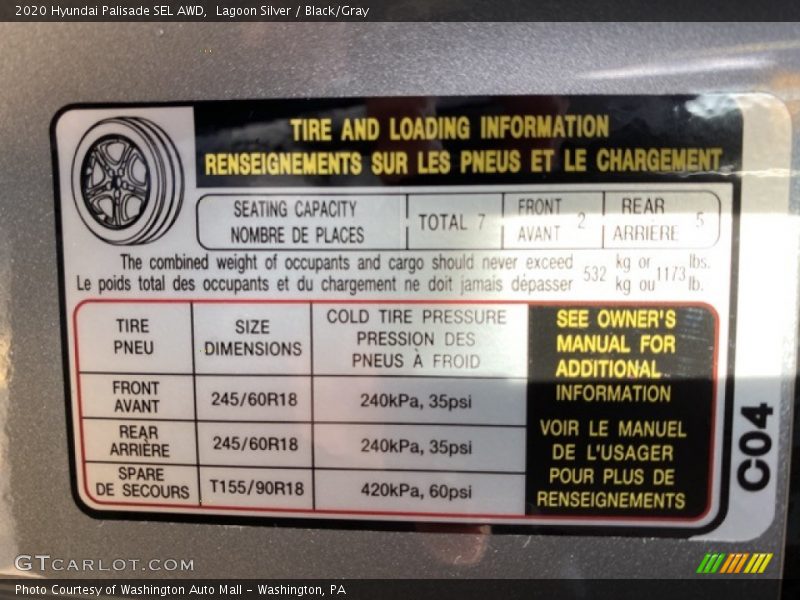 2020 Hyundai Palisade SEL AWD,  Lagoon Silver / Black/Gray
TIRE AND LOADING INFORMATION
RENSEIGNEMENTS SUR LES PNEUS ET LE CHARGEMENT
SEATING CAPACITY
NOMBRE DE PLACES
TOTAL 7
FRONT
AVANT
2
REAR
ARRIÈRE
5
The combined weight of occupants and cargo should never exceed
Le poids total des occupants et du chargement ne doit jamais dépasser
532
kg or
kg ou
1173
lbs.
lb.
TIRE
PNEU
SIZE
DIMENSIONS
COLD TIRE PRESSURE
PRESSION DES
PNEUS À FROID
FRONT
AVANT
245/60R18
240kPa, 35psi
REAR
ARRIÈRE
245/60R18
240kPa, 35psi
SPARE
DE SECOURS
T155/90R18
420kPa, 60psi
SEE OWNER'S
MANUAL FOR
ADDITIONAL
INFORMATION
VOIR LE MANUEL
DE L'USAGER
POUR PLUS DE
RENSEIGNEMENTS
C04
GTCARLOT.COM
Photo Courtesy of Washington Auto Mall - Washington, PA